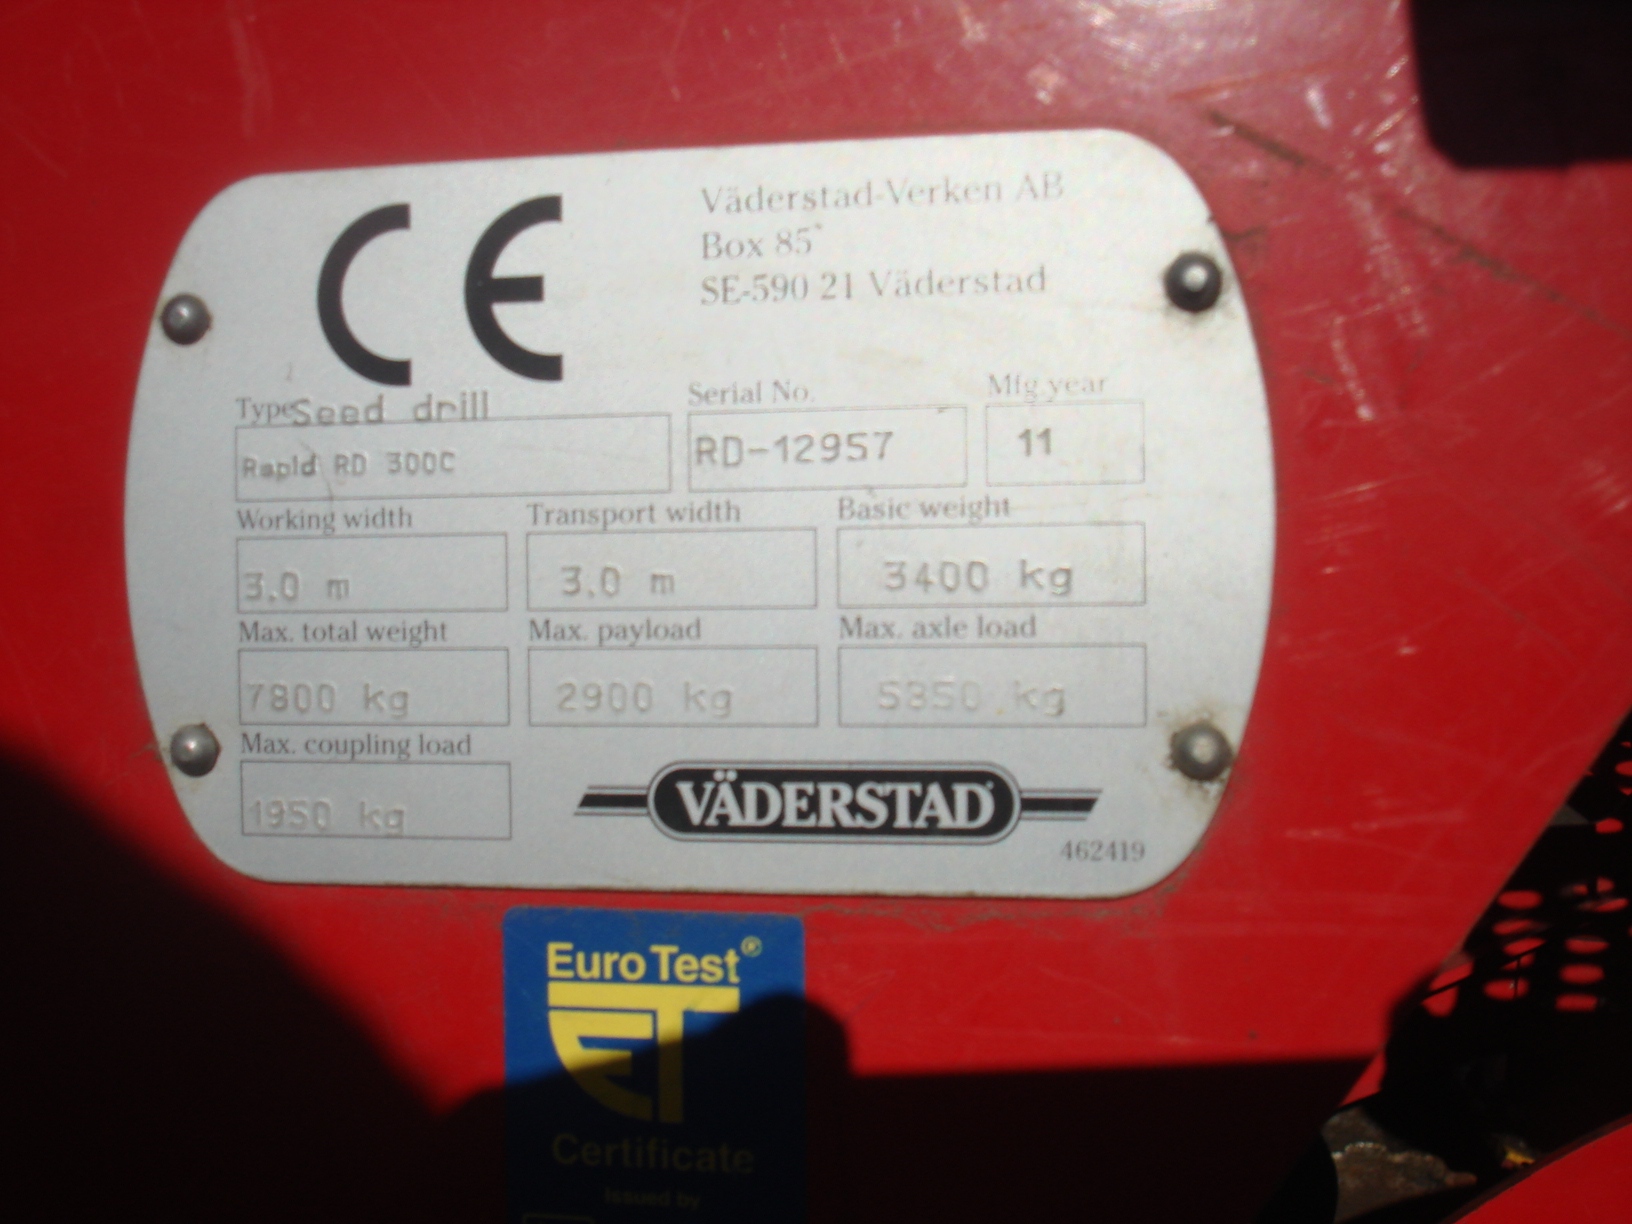 CE
Väderstad-Verken AB
Box 85
SE-590 21 Väderstad
Type Seed drill
Rapid RD 300C
Serial No.
RD-12957
Mfg.year
11
Working width
3.0 m
Transport width
3.0 m
Basic weight
3400 kg
Max. total weight
7800 kg
Max. payload
2900 kg
Max. axle load
5850 kg
Max. coupling load
1950 kg
VÄDERSTAD
462419
Euro Test®
ET
Certificate
Issued by